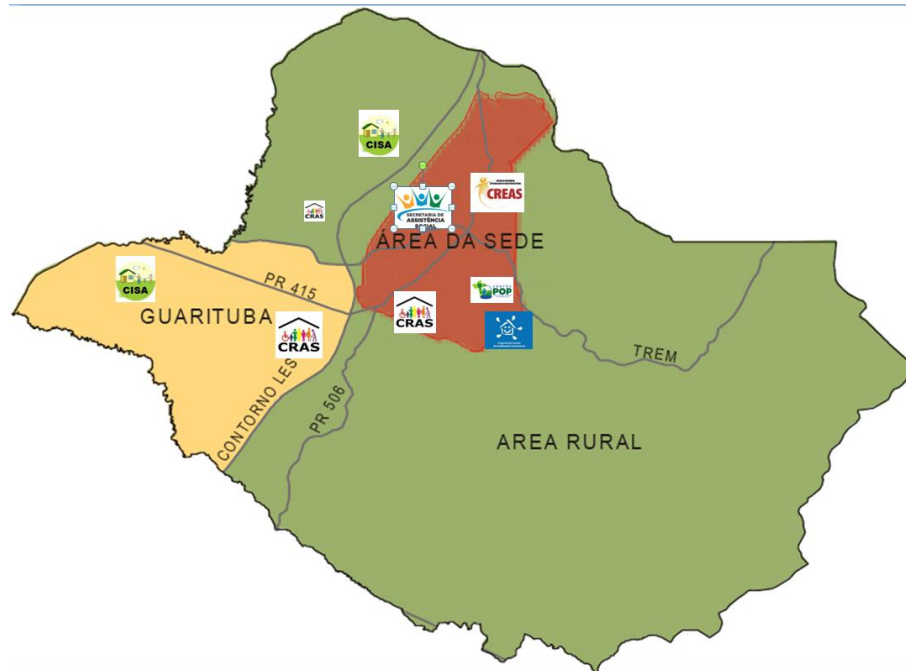 CISA
CRAS
SECRETARIA DE
ASSISTÊNCIA
SOCIAL
CREAS
ÁREA DA SEDE
CISA
PR 415
GUARITUBA
CRAS
CRAS
CENTRO
POP
TREM
CONTORNO LES
PR 506
AREA RURAL